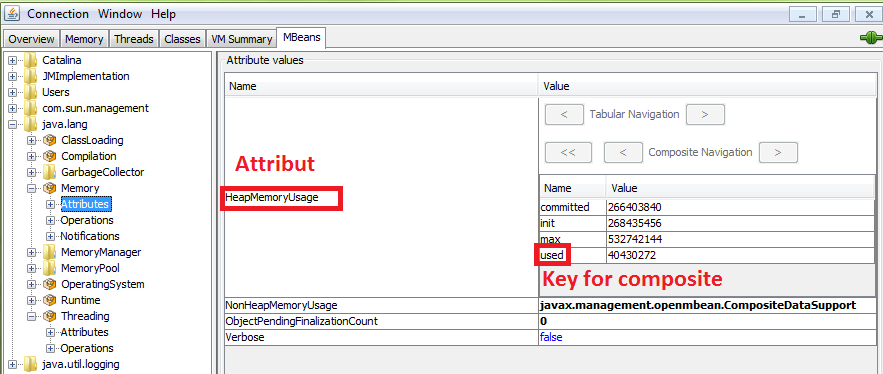 Connection Window Help
Overview Memory Threads Classes VM Summary MBeans
Catalina
JMImplementation
Users
com.sun.management
java.lang
ClassLoading
Compilation
GarbageCollector
Memory
Attributes
Operations
Notifications
MemoryManager
MemoryPool
OperatingSystem
Runtime
Threading
Attributes
Operations
java.util.logging
Attribute values
Name Value
< Tabular Navigation >
<< < Composite Navigation >
Attribut
HeapMemoryUsage
Name Value
committed 266403840
init 268435456
max 532742144
used 40430272
Key for composite
NonHeapMemoryUsage javax.management.openmbean.CompositeDataSupport
ObjectPendingFinalizationCount 0
Verbose false